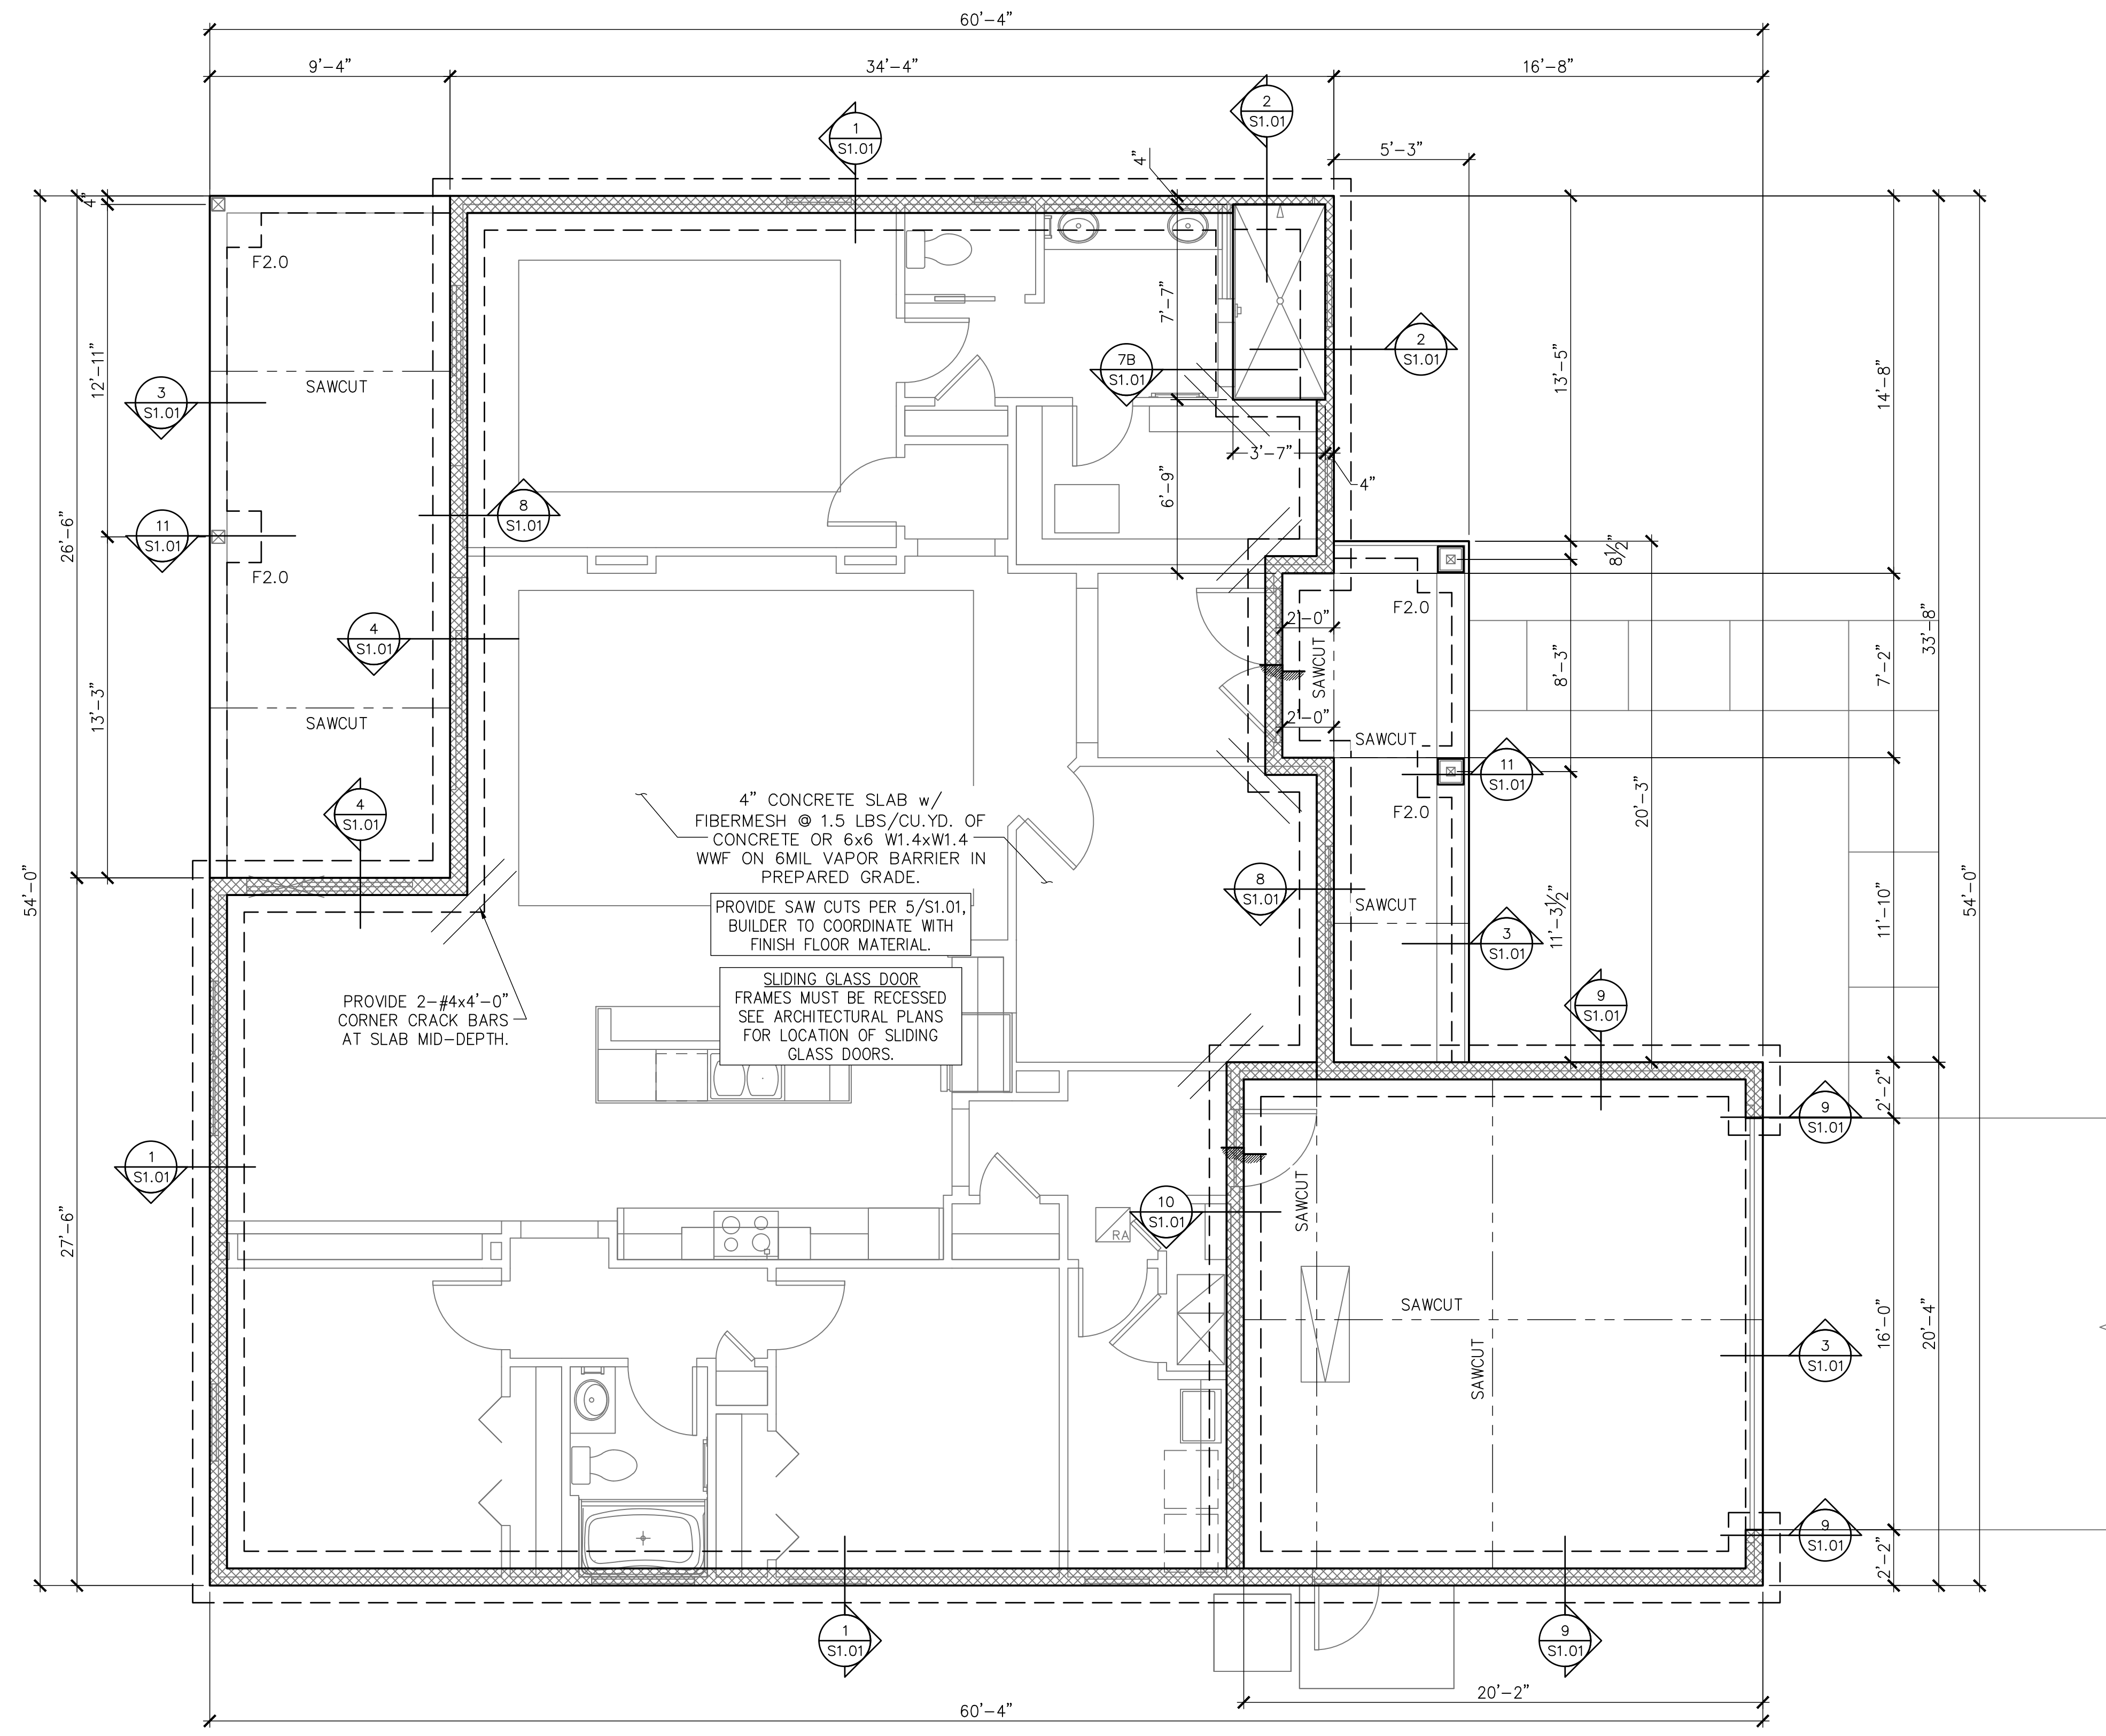 60'-4"
9'-4"
34'-4"
16'-8"
2
S1.01
1
S1.01
4"
5'-3"
4"
F2.0
12'-11"
SAWCUT
3
S1.01
7'-7"
7B
S1.01
2
S1.01
13'-5"
14'-8"
3'-7"
4"
6'-9"
8
S1.01
11
S1.01
26'-6"
F2.0
8 1/2"
F2.0
2'-0"
SAWCUT
33'-8"
4
S1.01
8'-3"
7'-2"
13'-3"
SAWCUT
2'-0"
SAWCUT
11
S1.01
F2.0
4
S1.01
4" CONCRETE SLAB w/
FIBERMESH @ 1.5 LBS/CU.YD. OF
CONCRETE OR 6x6 W1.4xW1.4
WWF ON 6MIL VAPOR BARRIER IN
PREPARED GRADE.
20'-3"
54'-0"
8
S1.01
SAWCUT
11'-3 1/2"
11'-10"
54'-0"
PROVIDE SAW CUTS PER 5/S1.01,
BUILDER TO COORDINATE WITH
FINISH FLOOR MATERIAL.
3
S1.01
SLIDING GLASS DOOR
FRAMES MUST BE RECESSED
SEE ARCHITECTURAL PLANS
FOR LOCATION OF SLIDING
GLASS DOORS.
PROVIDE 2-#4x4'-0"
CORNER CRACK BARS
AT SLAB MID-DEPTH.
9
S1.01
2'-2"
9
S1.01
1
S1.01
27'-6"
10
S1.01
RA
SAWCUT
SAWCUT
SAWCUT
16'-0"
20'-4"
3
S1.01
9
S1.01
2'-2"
1
S1.01
9
S1.01
20'-2"
60'-4"